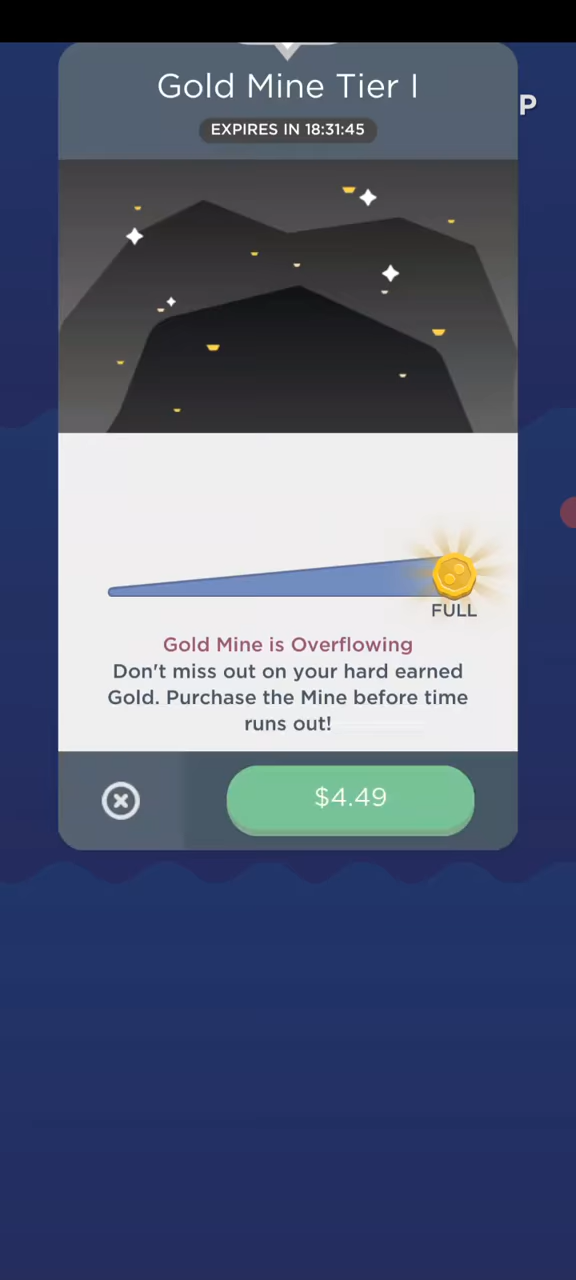 Gold Mine Tier I
P
EXPIRES IN 18:31:45
FULL
Gold Mine is Overflowing
Don't miss out on your hard earned
Gold. Purchase the Mine before time
runs out!
$4.49